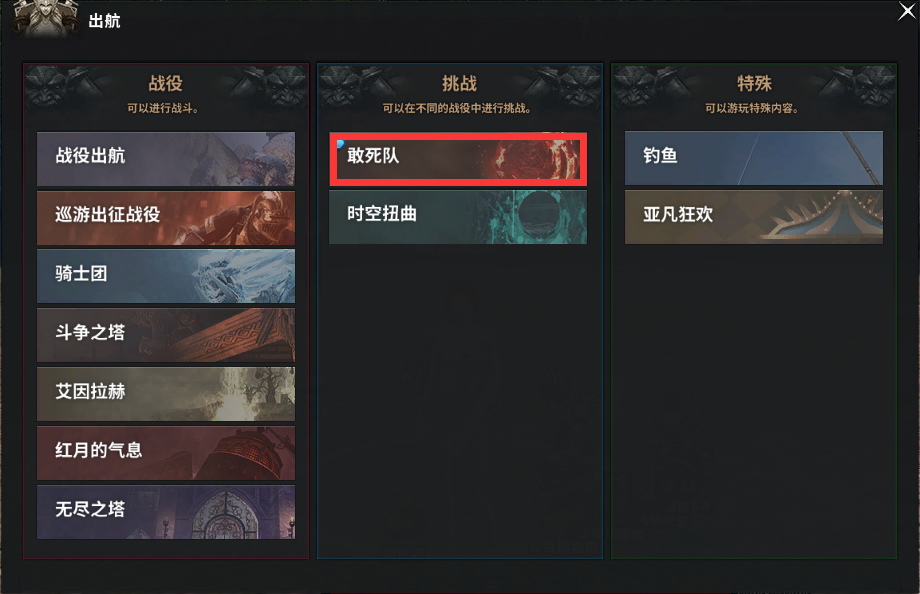 出航
战役
可以进行战斗。
战役出航
巡游出征战役
骑士团
斗争之塔
艾因拉赫
红月的气息
无尽之塔
挑战
可以在不同的战役中进行挑战。
敢死队
时空扭曲
特殊
可以游玩特殊内容。
钓鱼
亚凡狂欢